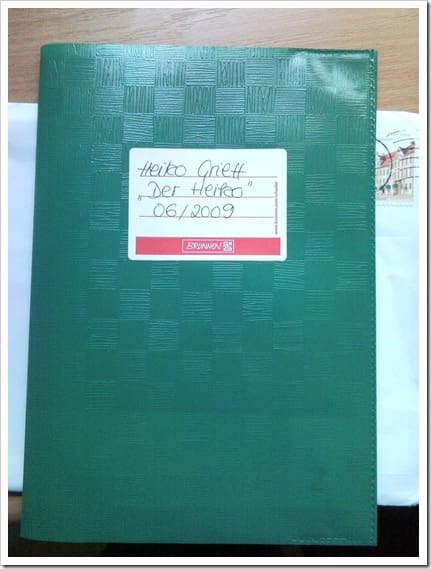 Heiko Grieff
"Der Heiko"
06/2009
BRUNNEN